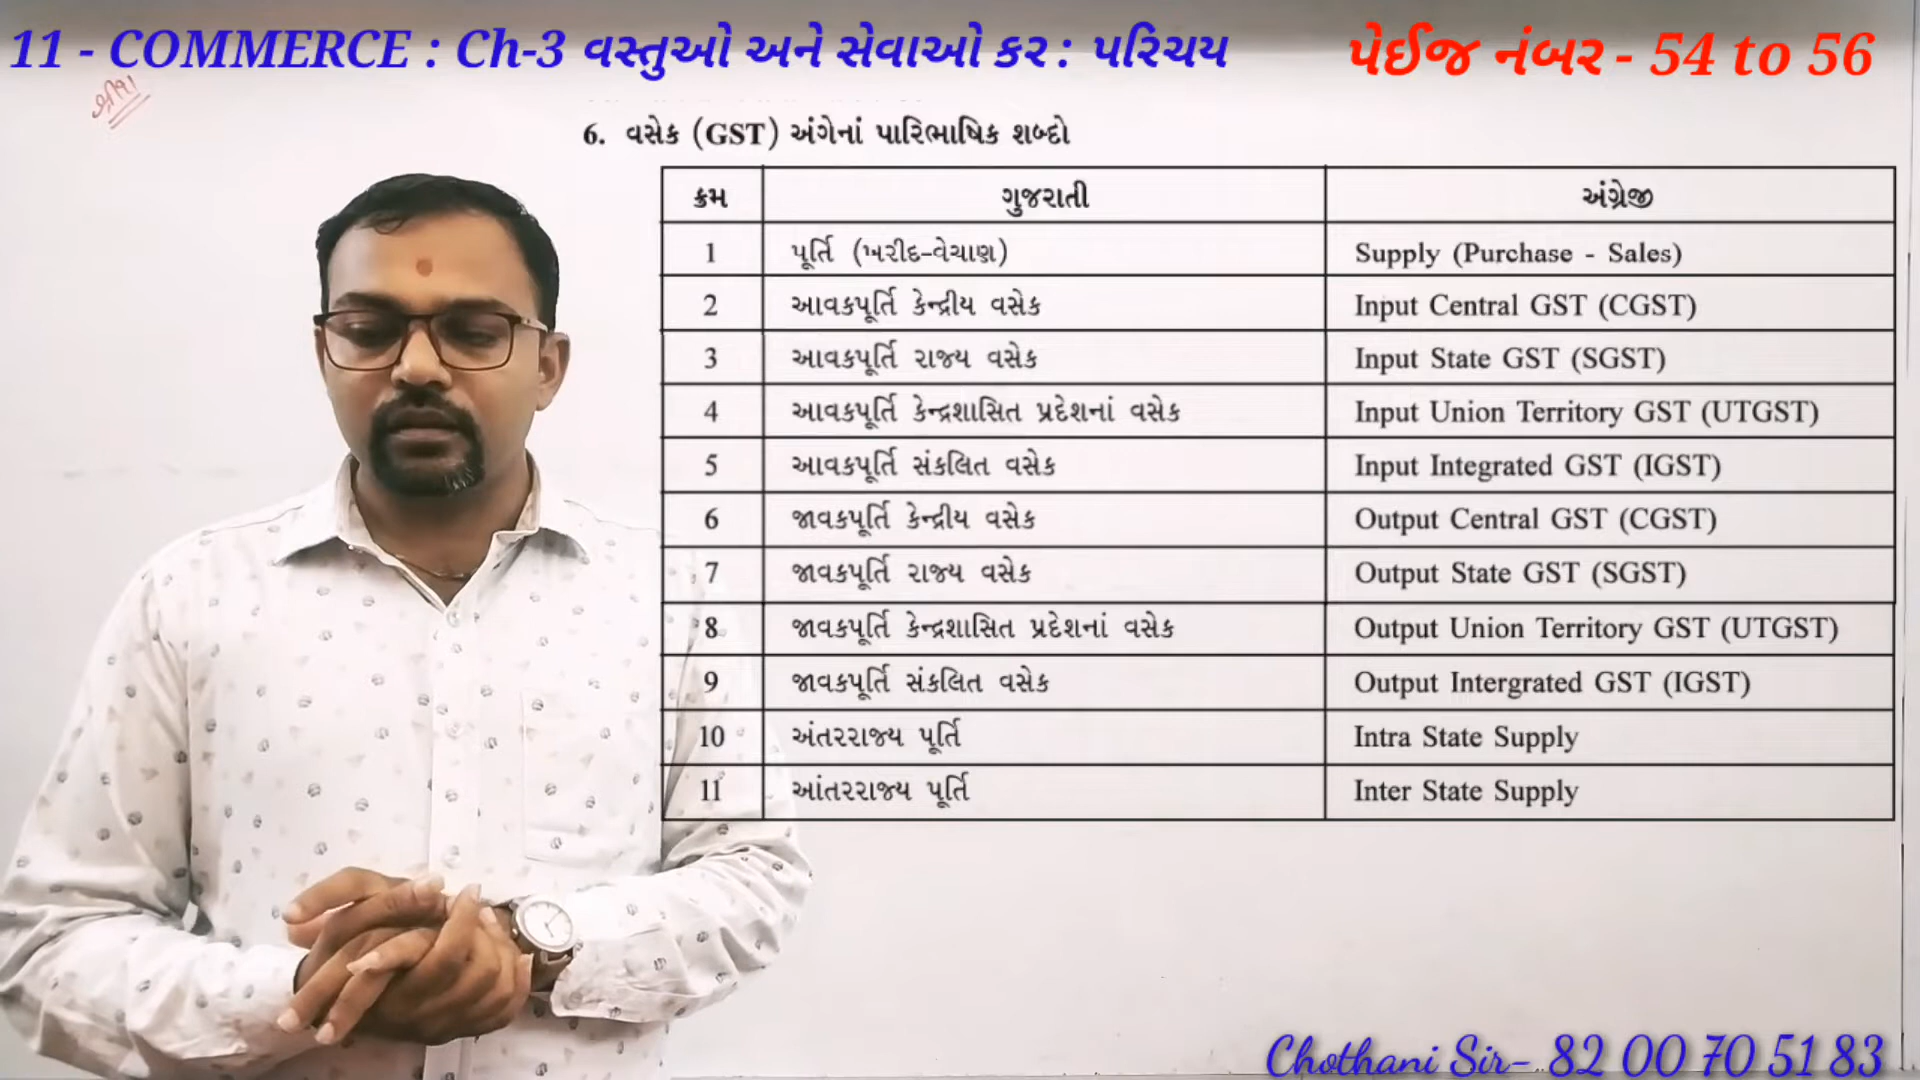 11 - COMMERCE : Ch-3 વસ્તુઓ અને સેવાઓ કર : પરિચય પેઈજ નંબર - 54 to 56
6. વસેક (GST) અંગેનાં પારિભાષિક શબ્દો
ક્રમ ગુજરાતી અંગ્રેજી
1 પૂર્તિ (ખરીદ-વેચાણ) Supply (Purchase - Sales)
2 આવકપૂર્તિ કેન્દ્રીય વસેક Input Central GST (CGST)
3 આવકપૂર્તિ રાજ્ય વસેક Input State GST (SGST)
4 આવકપૂર્તિ કેન્દ્રશાસિત પ્રદેશનાં વસેક Input Union Territory GST (UTGST)
5 આવકપૂર્તિ સંકલિત વસેક Input Integrated GST (IGST)
6 જાવકપૂર્તિ કેન્દ્રીય વસેક Output Central GST (CGST)
7 જાવકપૂર્તિ રાજ્ય વસેક Output State GST (SGST)
8 જાવકપૂર્તિ કેન્દ્રશાસિત પ્રદેશનાં વસેક Output Union Territory GST (UTGST)
9 જાવકપૂર્તિ સંકલિત વસેક Output Intergrated GST (IGST)
10 અંતરરાજ્ય પૂર્તિ Intra State Supply
11 આંતરરાજ્ય પૂર્તિ Inter State Supply
Chothani Sir- 82 00 70 51 83